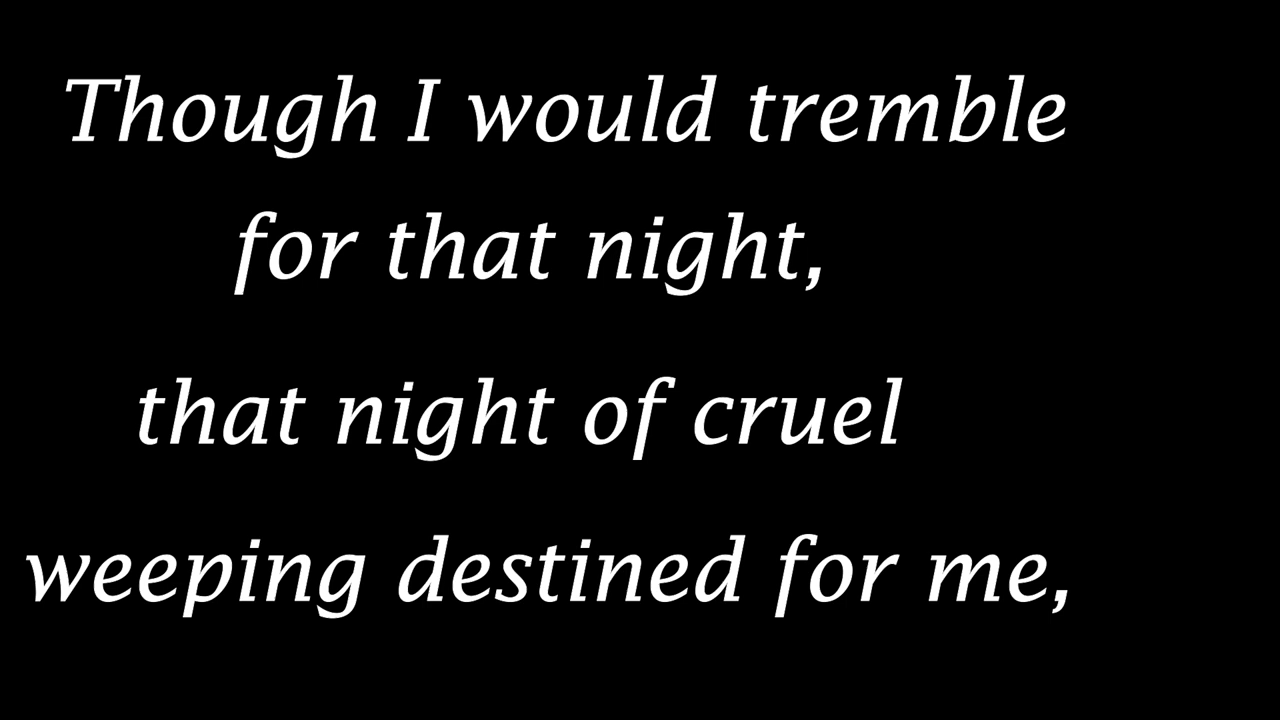 Though I would tremble
for that night,
that night of cruel
weeping destined for me,